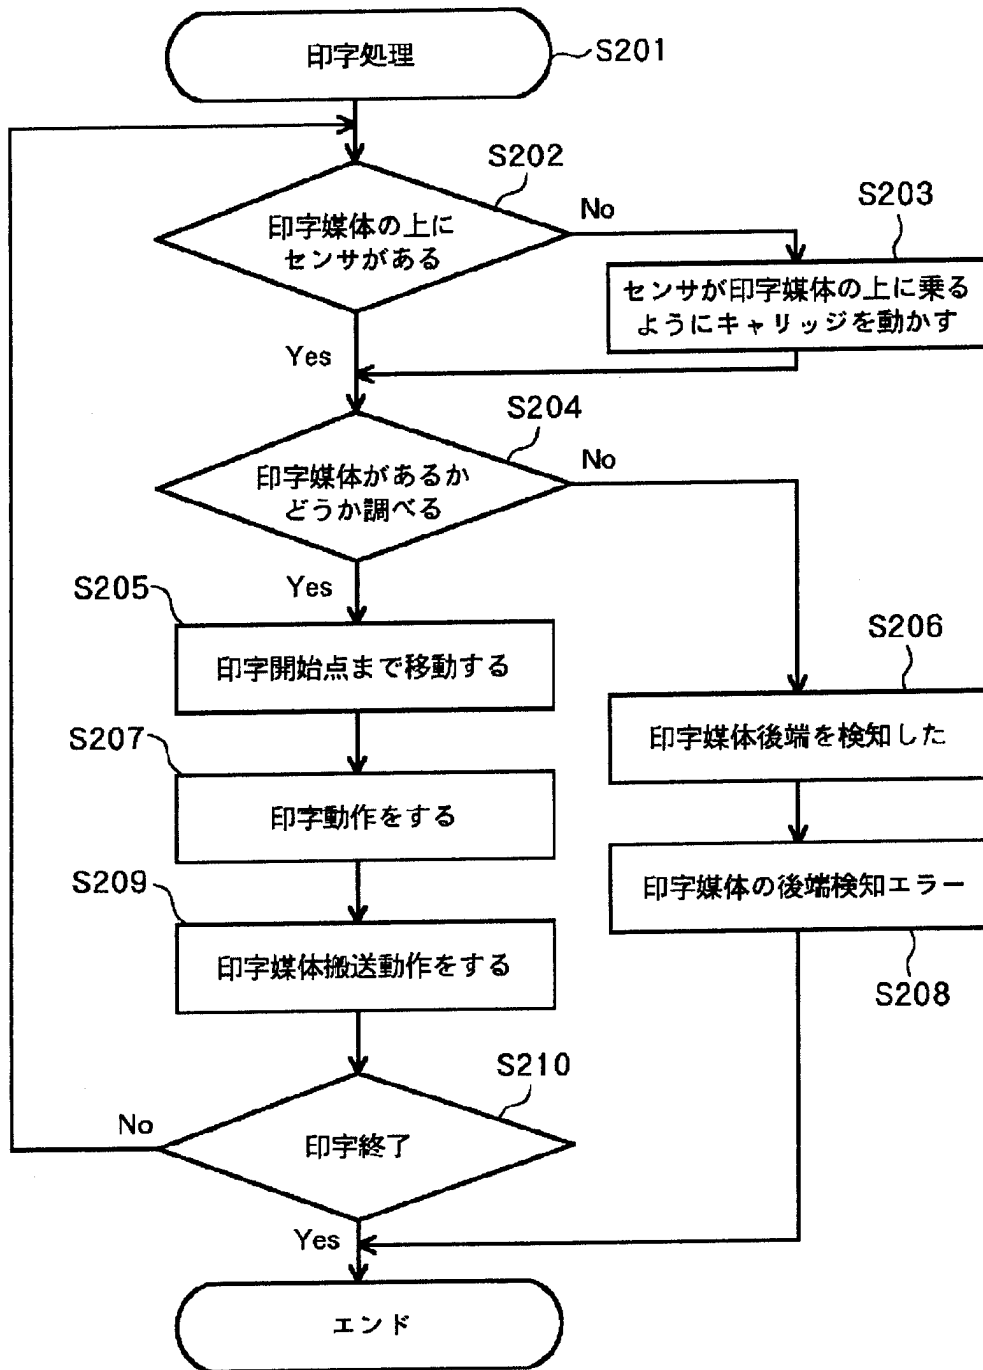 印字処理
S201
S202
印字媒体の上に
センサがある
No
S203
センサが印字媒体の上に乗る
ようにキャリッジを動かす
Yes
S204
印字媒体があるか
どうか調べる
No
Yes
S205
印字開始点まで移動する
S206
印字媒体後端を検知した
S207
印字動作をする
印字媒体の後端検知エラー
S208
S209
印字媒体搬送動作をする
S210
印字終了
No
Yes
エンド